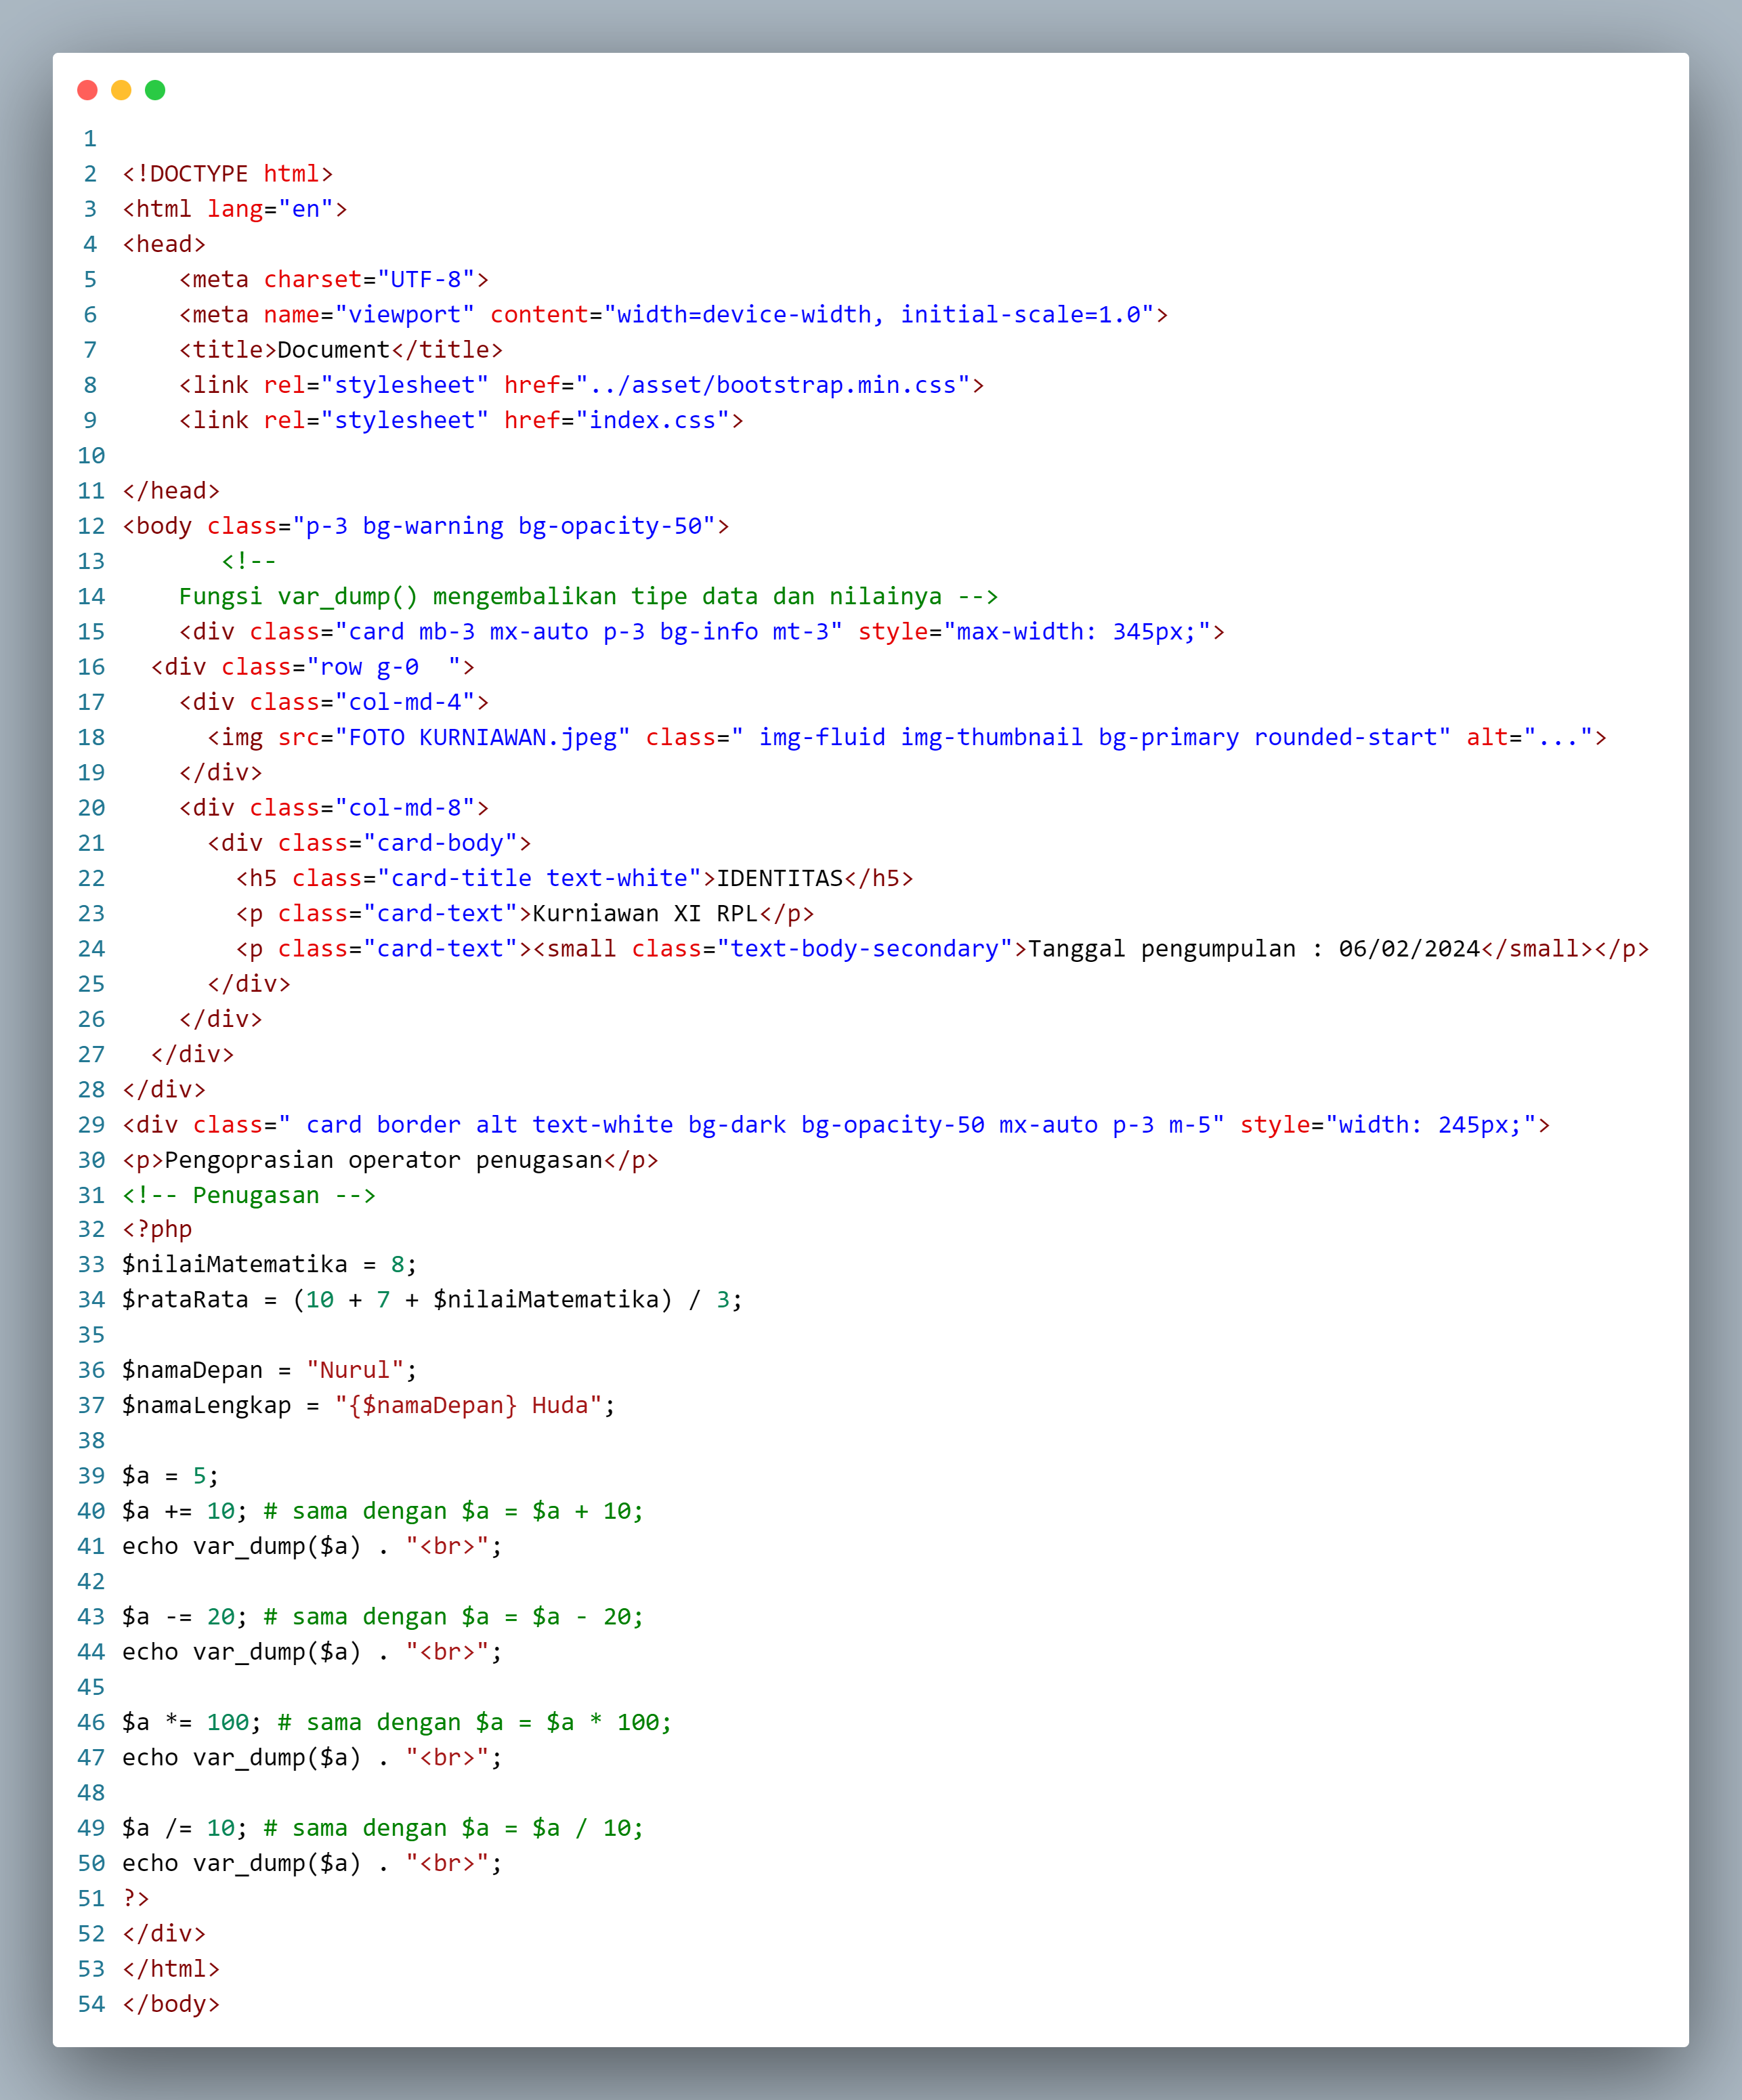 1
2 <!DOCTYPE html>
3 <html lang="en">
4 <head>
5     <meta charset="UTF-8">
6     <meta name="viewport" content="width=device-width, initial-scale=1.0">
7     <title>Document</title>
8     <link rel="stylesheet" href="../asset/bootstrap.min.css">
9     <link rel="stylesheet" href="index.css">
10
11 </head>
12 <body class="p-3 bg-warning bg-opacity-50">
13        <!--
14     Fungsi var_dump() mengembalikan tipe data dan nilainya -->
15     <div class="card mb-3 mx-auto p-3 bg-info mt-3" style="max-width: 345px;">
16   <div class="row g-0  ">
17     <div class="col-md-4">
18       <img src="FOTO KURNIAWAN.jpeg" class=" img-fluid img-thumbnail bg-primary rounded-start" alt="...">
19     </div>
20     <div class="col-md-8">
21       <div class="card-body">
22         <h5 class="card-title text-white">IDENTITAS</h5>
23         <p class="card-text">Kurniawan XI RPL</p>
24         <p class="card-text"><small class="text-body-secondary">Tanggal pengumpulan : 06/02/2024</small></p>
25       </div>
26     </div>
27   </div>
28 </div>
29 <div class=" card border alt text-white bg-dark bg-opacity-50 mx-auto p-3 m-5" style="width: 245px;">
30 <p>Pengoprasian operator penugasan</p>
31 <!-- Penugasan -->
32 <?php
33 $nilaiMatematika = 8;
34 $rataRata = (10 + 7 + $nilaiMatematika) / 3;
35
36 $namaDepan = "Nurul";
37 $namaLengkap = "{$namaDepan} Huda";
38
39 $a = 5;
40 $a += 10; # sama dengan $a = $a + 10;
41 echo var_dump($a) . "<br>";
42
43 $a -= 20; # sama dengan $a = $a - 20;
44 echo var_dump($a) . "<br>";
45
46 $a *= 100; # sama dengan $a = $a * 100;
47 echo var_dump($a) . "<br>";
48
49 $a /= 10; # sama dengan $a = $a / 10;
50 echo var_dump($a) . "<br>";
51 ?>
52 </div>
53 </html>
54 </body>